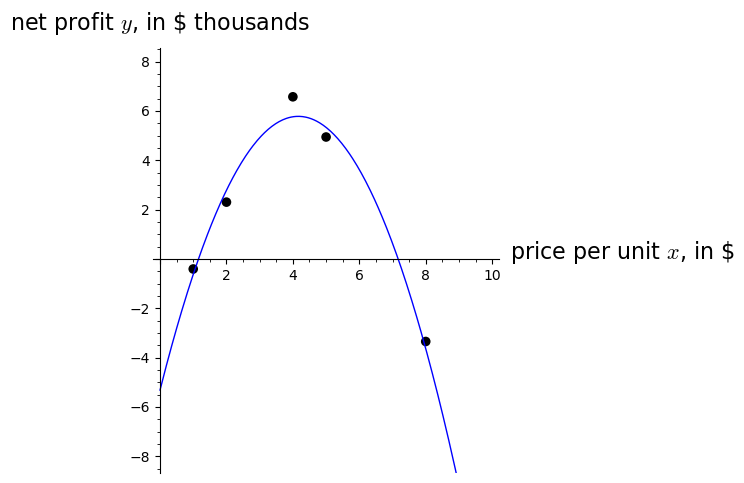 net profit y, in $ thousands
8
6
4
2
price per unit x, in $
2 4 6 8 10
−2
−4
−6
−8